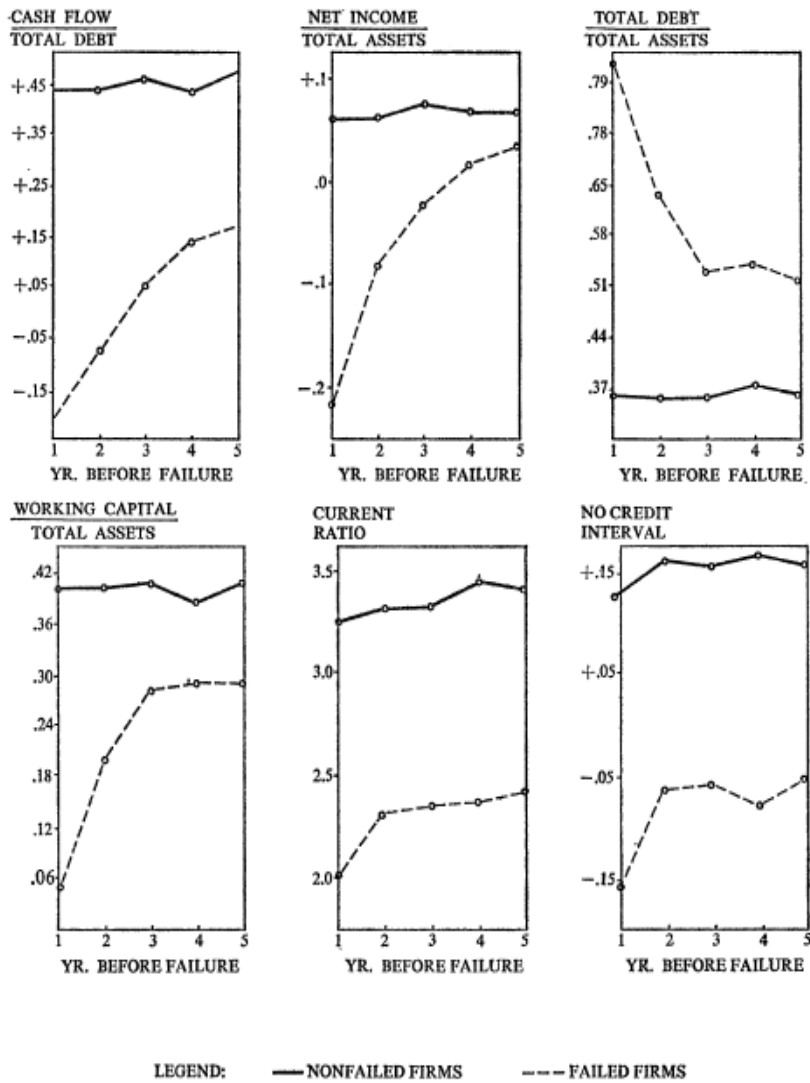 CASH FLOW
TOTAL DEBT
+.45
+.35
+.25
+.15
+.05
-.05
-.15
1 2 3 4 5
YR. BEFORE FAILURE
NET INCOME
TOTAL ASSETS
+.1
.0
-.1
-.2
1 2 3 4 5
YR. BEFORE FAILURE
TOTAL DEBT
TOTAL ASSETS
.79
.78
.65
.58
.51
.44
.37
1 2 3 4 5
YR. BEFORE FAILURE
WORKING CAPITAL
TOTAL ASSETS
.42
.36
.30
.24
.18
.12
.06
1 2 3 4 5
YR. BEFORE FAILURE
CURRENT
RATIO
3.5
3.0
2.5
2.0
1 2 3 4 5
YR. BEFORE FAILURE
NO CREDIT
INTERVAL
+.15
+.05
-.05
-.15
1 2 3 4 5
YR. BEFORE FAILURE
LEGEND: NONFAILED FIRMS FAILED FIRMS